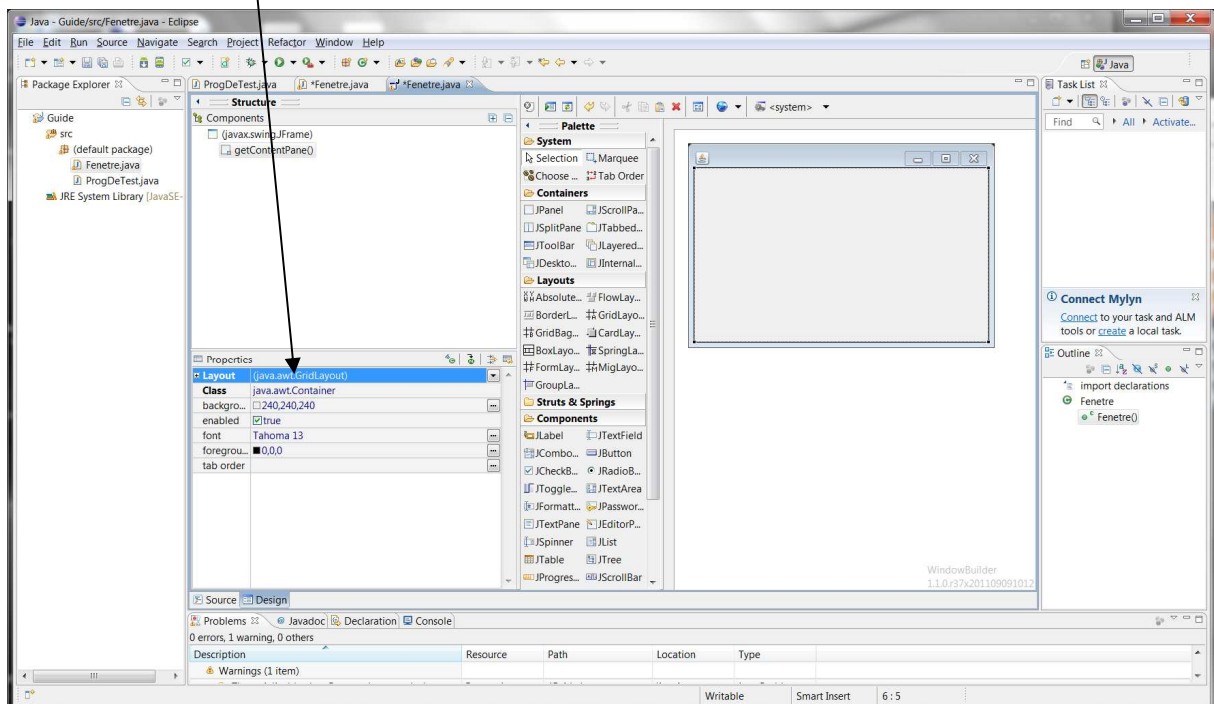 Java - Guide/src/Fenetre.java - Eclipse
File Edit Run Source Navigate Search Project Refactor Window Help
Java
Package Explorer
Guide
src
(default package)
Fenetre.java
ProgDeTest.java
JRE System Library [JavaSE-
ProgDeTest.java *Fenetre.java *Fenetre.java
Structure
Components
(javax.swing.JFrame)
getContentPane()
Properties
Layout (java.awt.GridLayout)
Class java.awt.Container
backgro... 240,240,240
enabled true
font Tahoma 13
foregrou... 0,0,0
tab order
<system>
Palette
System
Selection Marquee
Choose ... Tab Order
Containers
JPanel JScrollPa...
JSplitPane JTabbed...
JToolBar JLayered...
JDeskto... JInternal...
Layouts
Absolute... FlowLay...
BorderL... GridLayo...
GridBag... CardLay...
BoxLayo... SpringLa...
FormLay... MigLayo...
GroupLa...
Struts & Springs
Components
JLabel JTextField
JCombo... JButton
JCheckB... JRadioB...
JToggle... JTextArea
JFormatt... JPasswor...
JTextPane JEditorP...
JSpinner JList
JTable JTree
JProgres... JScrollBar
WindowBuilder
1.1.0.r37x201109091012
Source Design
Task List
Find All Activate...
Connect Mylyn
Connect to your task and ALM
tools or create a local task.
Outline
import declarations
Fenetre
Fenetre()
Problems Javadoc Declaration Console
0 errors, 1 warning, 0 others
Description Resource Path Location Type
Warnings (1 item)
Writable Smart Insert 6 : 5